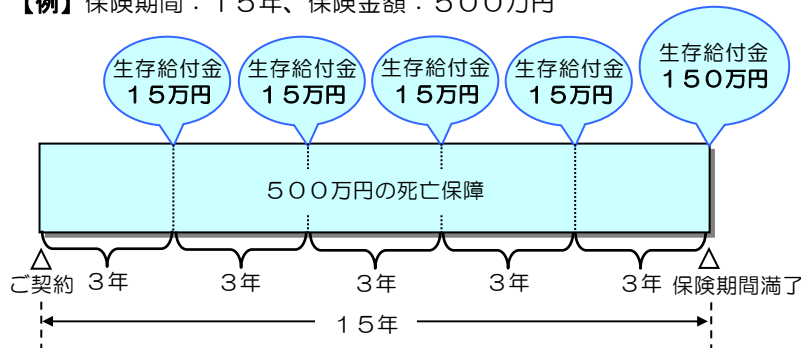 【例】保険期間：１５年、保険金額：５００万円
生存給付金
１５万円
生存給付金
１５万円
生存給付金
１５万円
生存給付金
１５万円
生存給付金
１５０万円
５００万円の死亡保障
３年
３年
３年
３年
３年
ご契約
保険期間満了
１５年